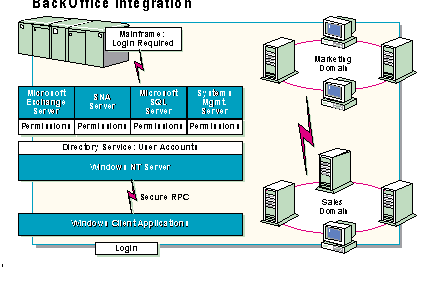 BackOffice Integration
Mainframe:
Login Required
Microsoft
Exchange
Server
SNA
Server
Microsoft
SQL
Server
Systems
Mgmt.
Server
Permissions
Permissions
Permissions
Permissions
Directory Service: User Accounts
Windows NT Server
Secure RPC
Windows Client Applications
Login
Marketing
Domain
Sales
Domain